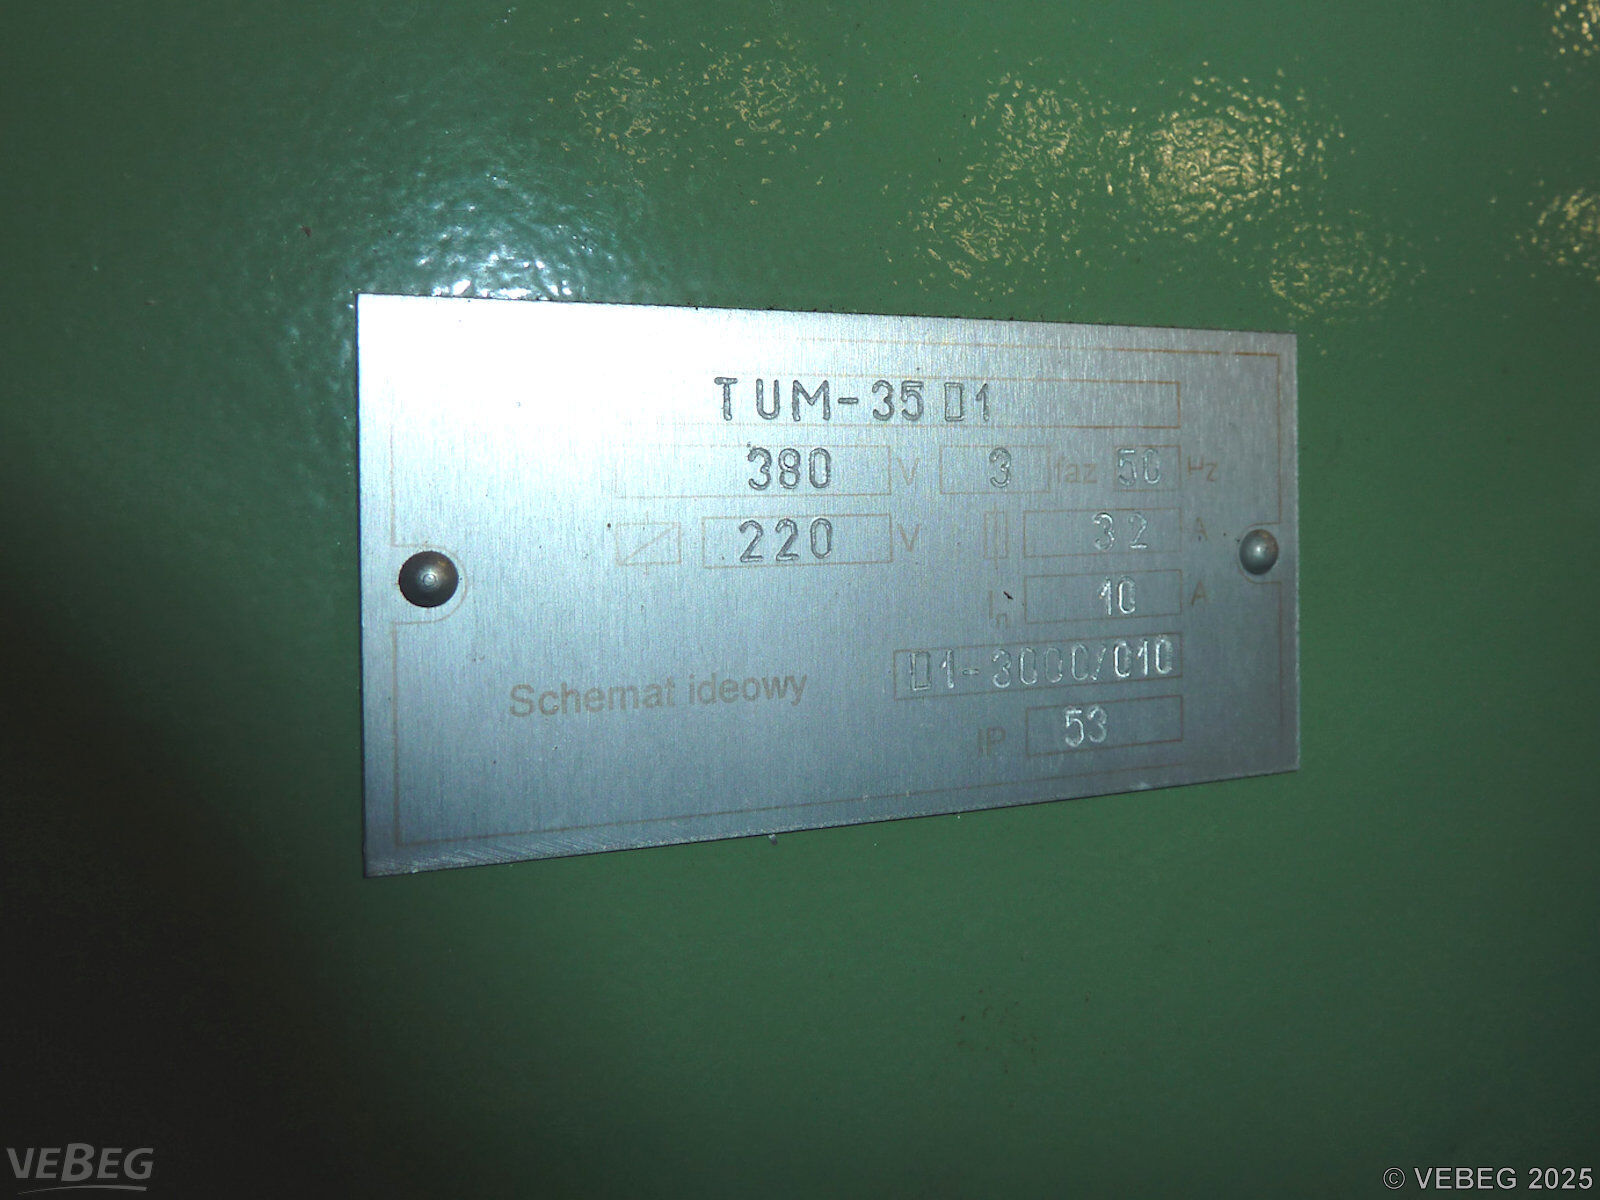 TUM-35 D1
380 V 3 faz 50 Hz
220 V 32 A
In 10 A
Schemat ideowy D1-3000/010
IP 53
VEBEG
© VEBEG 2025